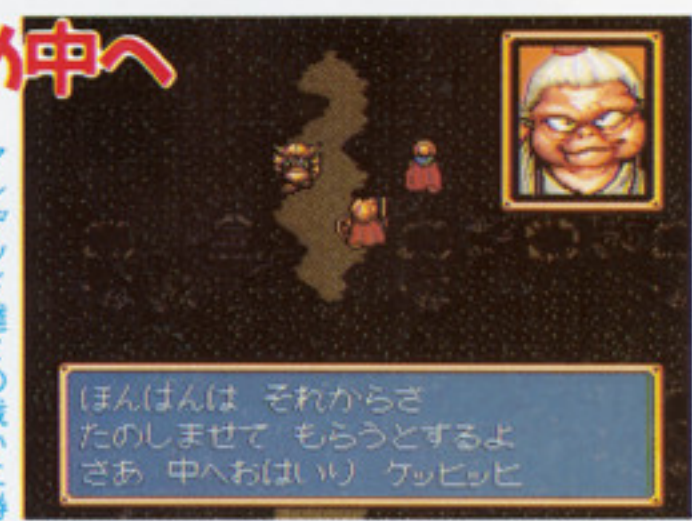 中へ
ほんばんは それからさ
たのしませて もらうとするよ
さあ 中へおはいり ケッヒッヒ